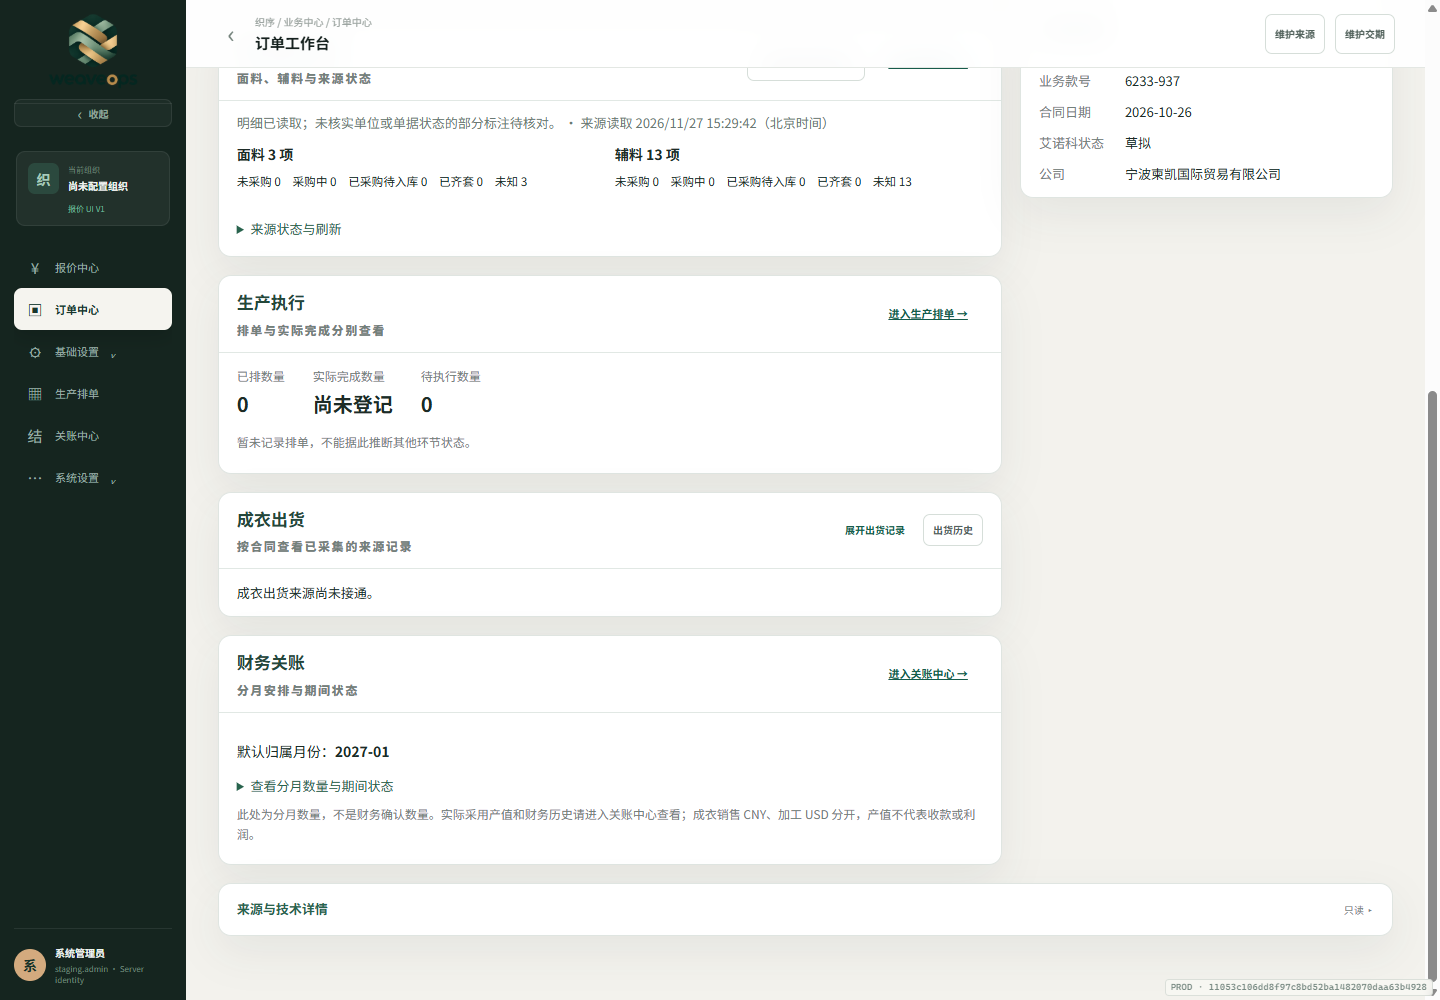 weaveops
‹ 收起
织
当前组织
尚未配置组织
报价 UI V1
¥ 报价中心
订单中心
基础设置
生产排单
结 关账中心
系统设置
系
系统管理员
staging.admin · Server identity
‹
织序 / 业务中心 / 订单中心
订单工作台
维护来源
维护交期
面料、辅料与来源状态
明细已读取；未核实单位或单据状态的部分标注待核对。 · 来源读取 2026/11/27 15:29:42（北京时间）
面料 3 项
未采购 0 采购中 0 已采购待入库 0 已齐套 0 未知 3
辅料 13 项
未采购 0 采购中 0 已采购待入库 0 已齐套 0 未知 13
▶ 来源状态与刷新
生产执行
排单与实际完成分别查看
进入生产排单 →
已排数量 实际完成数量 待执行数量
0 尚未登记 0
暂未记录排单，不能据此推断其他环节状态。
成衣出货
按合同查看已采集的来源记录
展开出货记录
出货历史
成衣出货来源尚未接通。
财务关账
分月安排与期间状态
进入关账中心 →
默认归属月份：2027-01
▶ 查看分月数量与期间状态
此处为分月数量，不是财务确认数量。实际采用产值和财务历史请进入关账中心查看；成衣销售 CNY、加工 USD 分开，产值不代表收款或利
润。
业务款号 6233-937
合同日期 2026-10-26
艾诺科状态 草拟
公司 宁波柬凯国际贸易有限公司
来源与技术详情
只读 ▸
PROD · 11053c106dd8f97c8bd52ba1482070daa63b4928